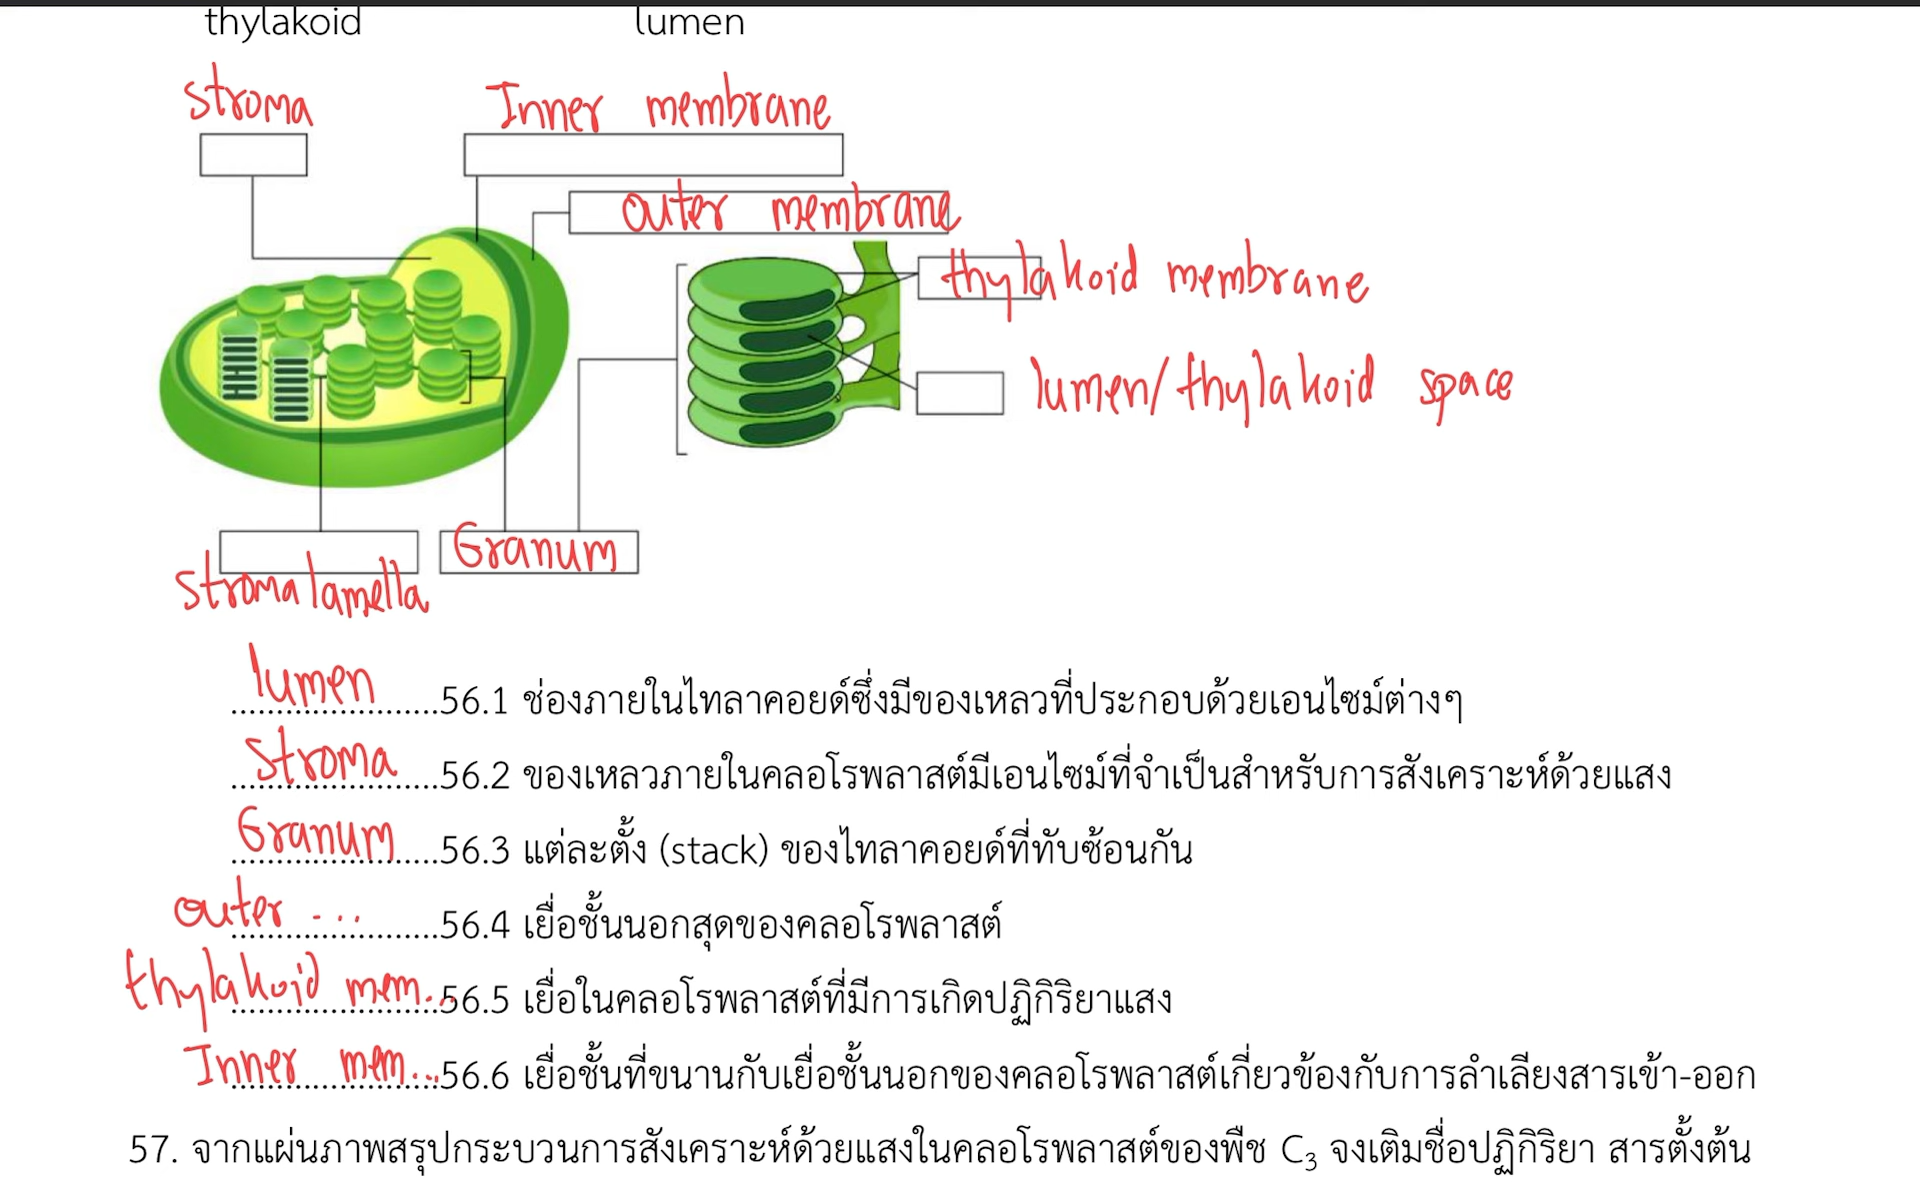 thylakoid lumen
stroma Inner membrane
outer membrane
thylakoid membrane
lumen/thylakoid space
Granum
stroma lamella
lumen ........................56.1 ช่องภายในไทลาคอยด์ซึ่งมีของเหลวที่ประกอบด้วยเอนไซม์ต่างๆ
stroma ........................56.2 ของเหลวภายในคลอโรพลาสต์มีเอนไซม์ที่จำเป็นสำหรับการสังเคราะห์ด้วยแสง
Granum ........................56.3 แต่ละตั้ง (stack) ของไทลาคอยด์ที่ทับซ้อนกัน
outer .... ........................56.4 เยื่อชั้นนอกสุดของคลอโรพลาสต์
thylakoid mem... ........................56.5 เยื่อในคลอโรพลาสต์ที่มีการเกิดปฏิกิริยาแสง
Inner mem... ........................56.6 เยื่อชั้นที่ขนานกับเยื่อชั้นนอกของคลอโรพลาสต์เกี่ยวข้องกับการลำเลียงสารเข้า-ออก
57. จากแผ่นภาพสรุปกระบวนการสังเคราะห์ด้วยแสงในคลอโรพลาสต์ของพืช C₃ จงเติมชื่อปฏิกิริยา สารตั้งต้น